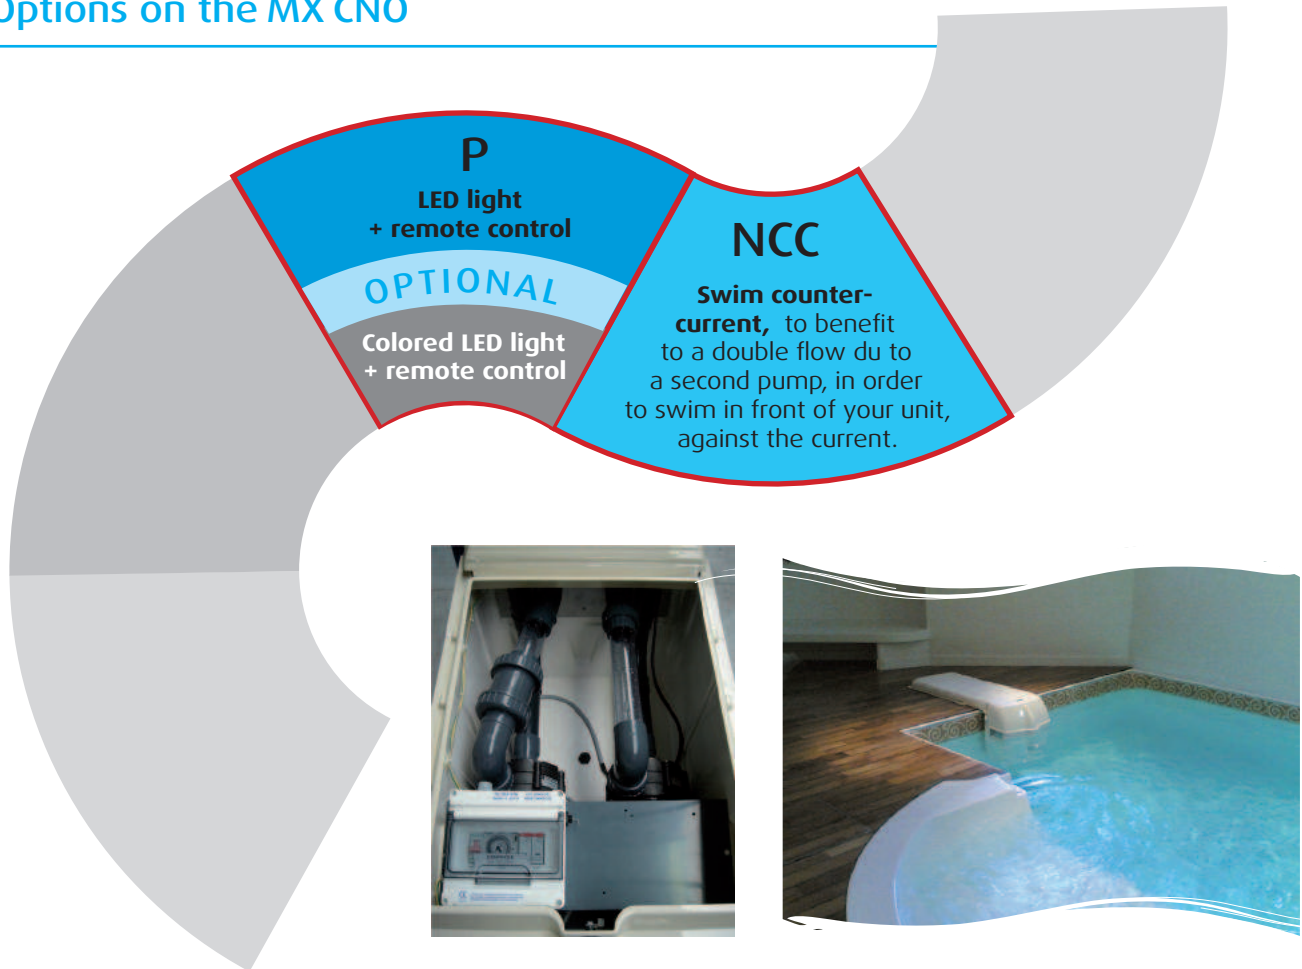 Options on the MX CNO
P
LED light
+ remote control
OPTIONAL
Colored LED light
+ remote control
NCC
Swim counter-
current, to benefit
to a double flow du to
a second pump, in order
to swim in front of your unit,
against the current.